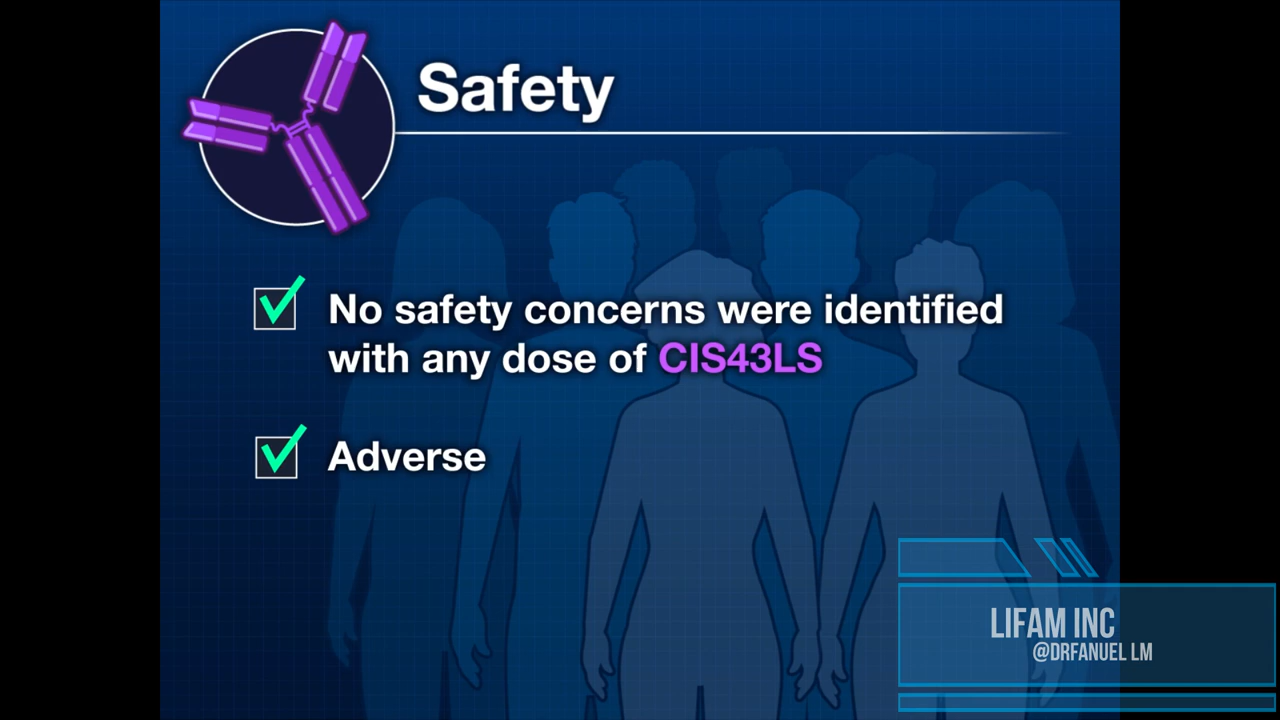 Safety
No safety concerns were identified
with any dose of CIS43LS
Adverse
LIFAM INC
@DRFANUEL LM